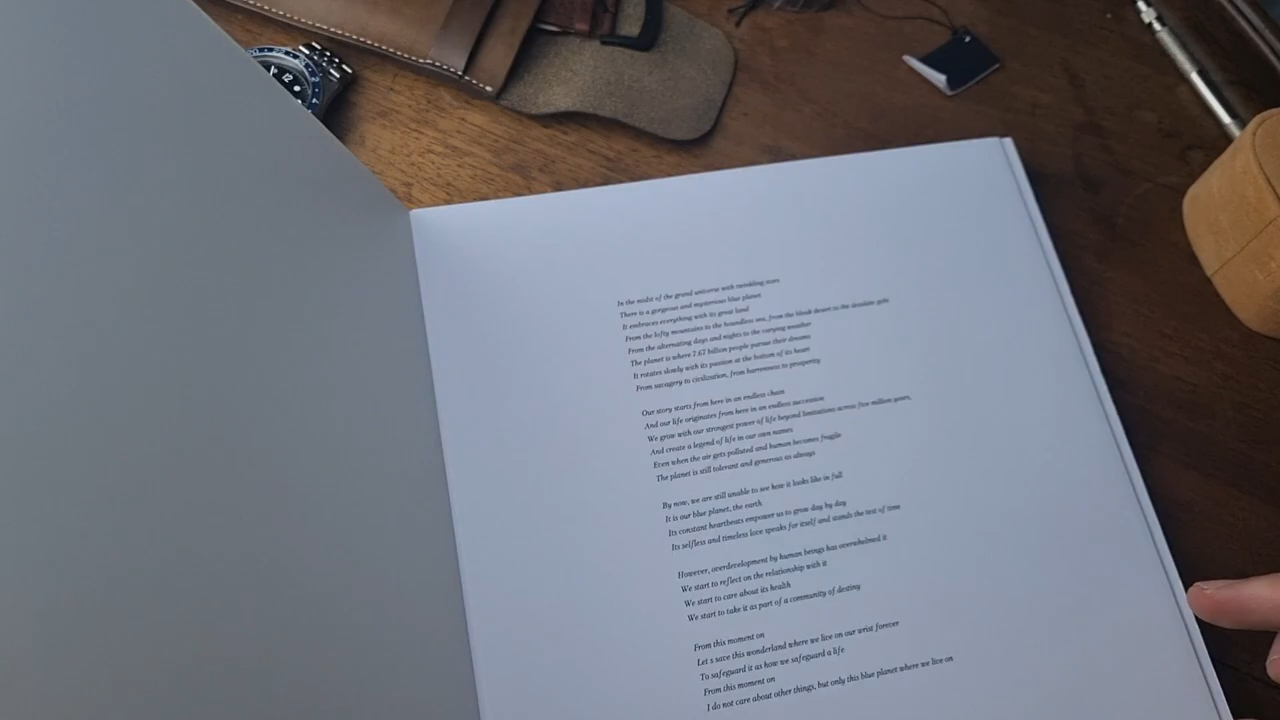 12
In the midst of the grand universe with twinkling stars
There is a gorgeous and mysterious blue planet
It embraces everything with its great land
From the lofty mountains to the boundless sea, from the bleak desert to the desolate gobi
From the alternating days and nights to the varying weather
The planet is where 7.67 billion people pursue their dreams
It rotates slowly with its passion at the bottom of its heart
From savagery to civilization, from barrenness to prosperity
Our story starts from here in an endless chain
And our life originates from here in an endless succession
We grow with our strongest power of life beyond limitations across few million years,
And create a legend of life in our own names
Even when the air gets polluted and human becomes fragile
The planet is still tolerant and generous as always
By now, we are still unable to see how it looks like in full
It is our blue planet, the earth
Its constant heartbeats empower us to grow day by day
Its selfless and timeless love speaks for itself and stands the test of time
However, overdevelopment by human beings has overwhelmed it
We start to reflect on the relationship with it
We start to care about its health
We start to take it as part of a community of destiny
From this moment on
Let s save this wonderland where we live on our wrist forever
To safeguard it as how we safeguard a life
From this moment on
I do not care about other things, but only this blue planet where we live on